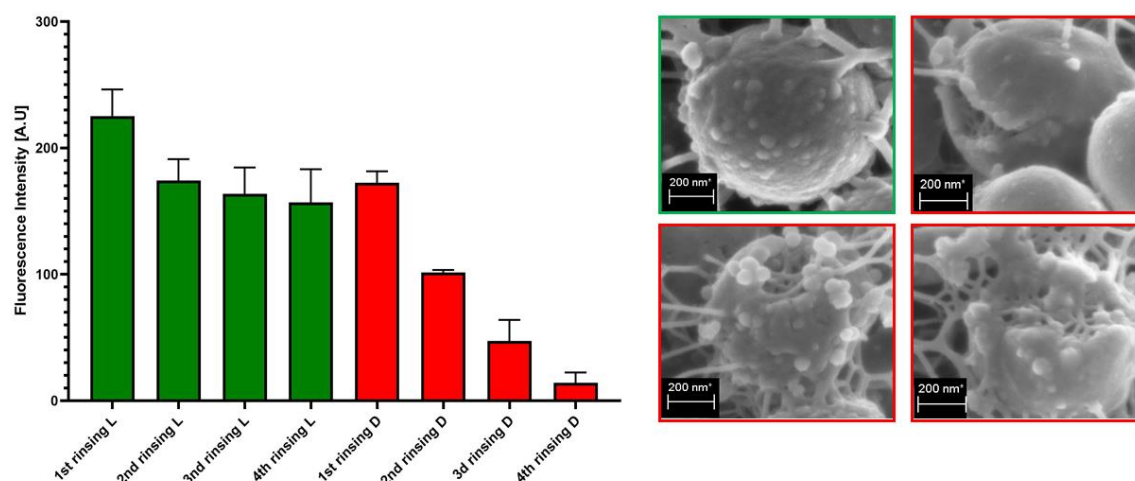 300
200
100
0
Fluorescence Intensity [A.U]
1st rinsing L
2nd rinsing L
3nd rinsing L
4th rinsing L
1st rinsing D
2nd rinsing D
3d rinsing D
4th rinsing D
200 nm*
200 nm*
200 nm*
200 nm*